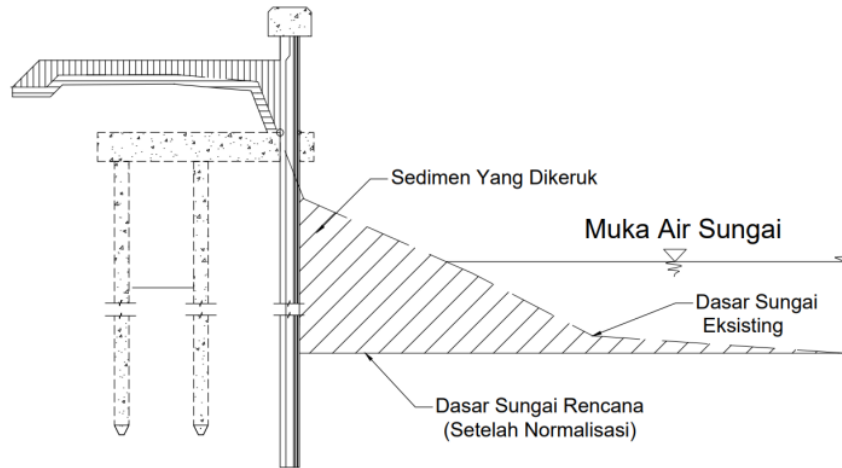 Sedimen Yang Dikeruk
Muka Air Sungai
Dasar Sungai
Eksisting
Dasar Sungai Rencana
(Setelah Normalisasi)